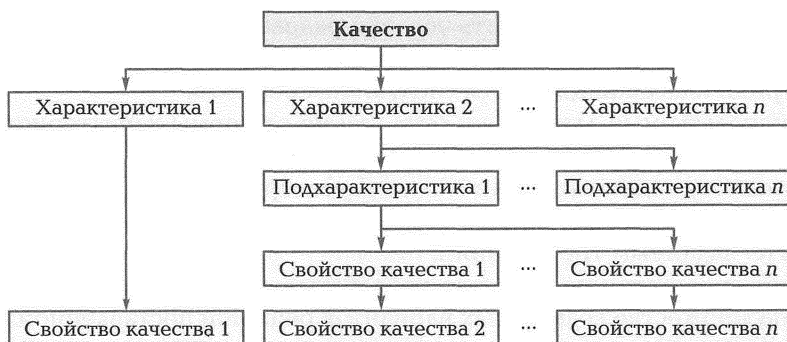 Качество
Характеристика 1
Характеристика 2
...
Характеристика n
Подхарактеристика 1
...
Подхарактеристика n
Свойство качества 1
...
Свойство качества n
Свойство качества 1
Свойство качества 2
...
Свойство качества n